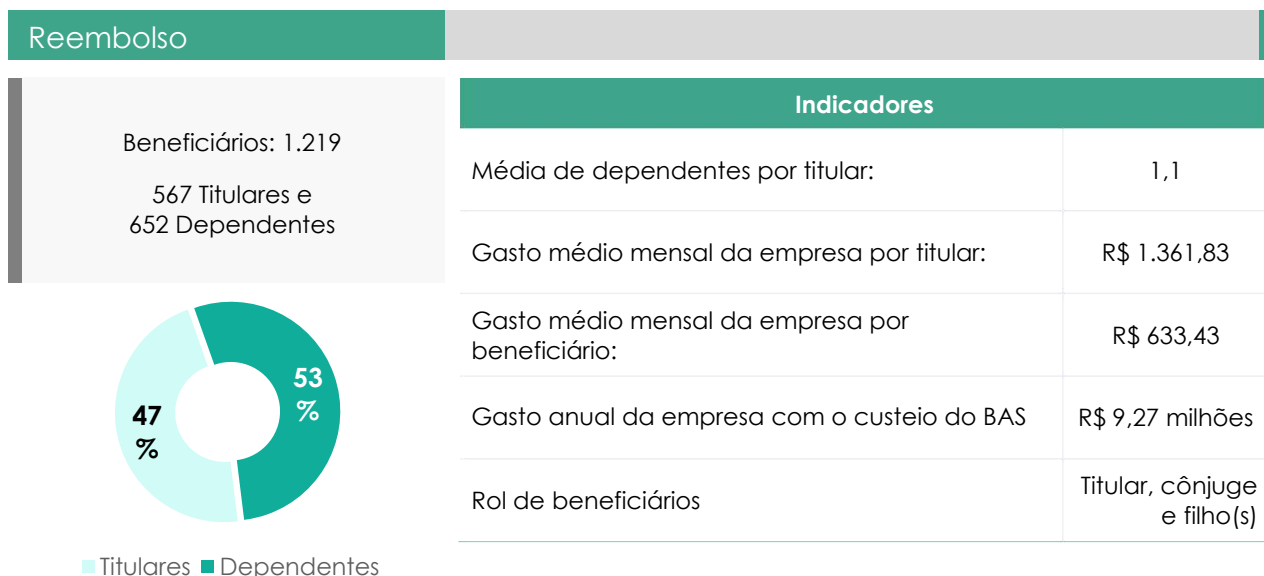 Reembolso
Beneficiários: 1.219
567 Titulares e
652 Dependentes
53
%
47
%
Titulares Dependentes
Indicadores
Média de dependentes por titular: 1,1
Gasto médio mensal da empresa por titular: R$ 1.361,83
Gasto médio mensal da empresa por
beneficiário: R$ 633,43
Gasto anual da empresa com o custeio do BAS R$ 9,27 milhões
Rol de beneficiários Titular, cônjuge
e filho(s)